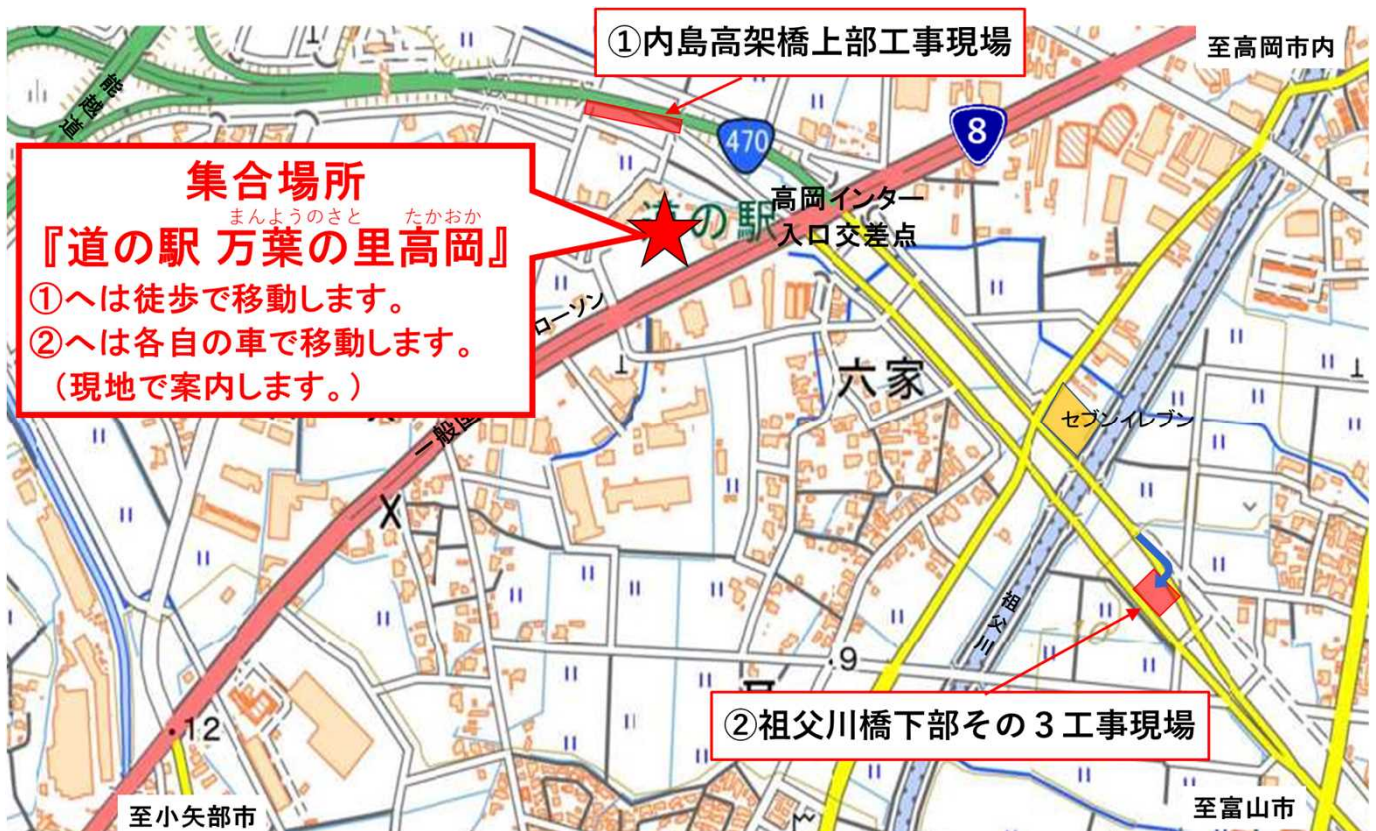 ①内島高架橋上部工事現場
至高岡市内
能越道
470
8
集合場所
まんようのさと たかおか
『道の駅 万葉の里高岡』
①へは徒歩で移動します。
②へは各自の車で移動します。
（現地で案内します。）
道の駅
高岡インター
入口交差点
ローソン
一般国
六家
セブンイレブン
祖父川
9
②祖父川橋下部その3工事現場
12
至小矢部市
至富山市